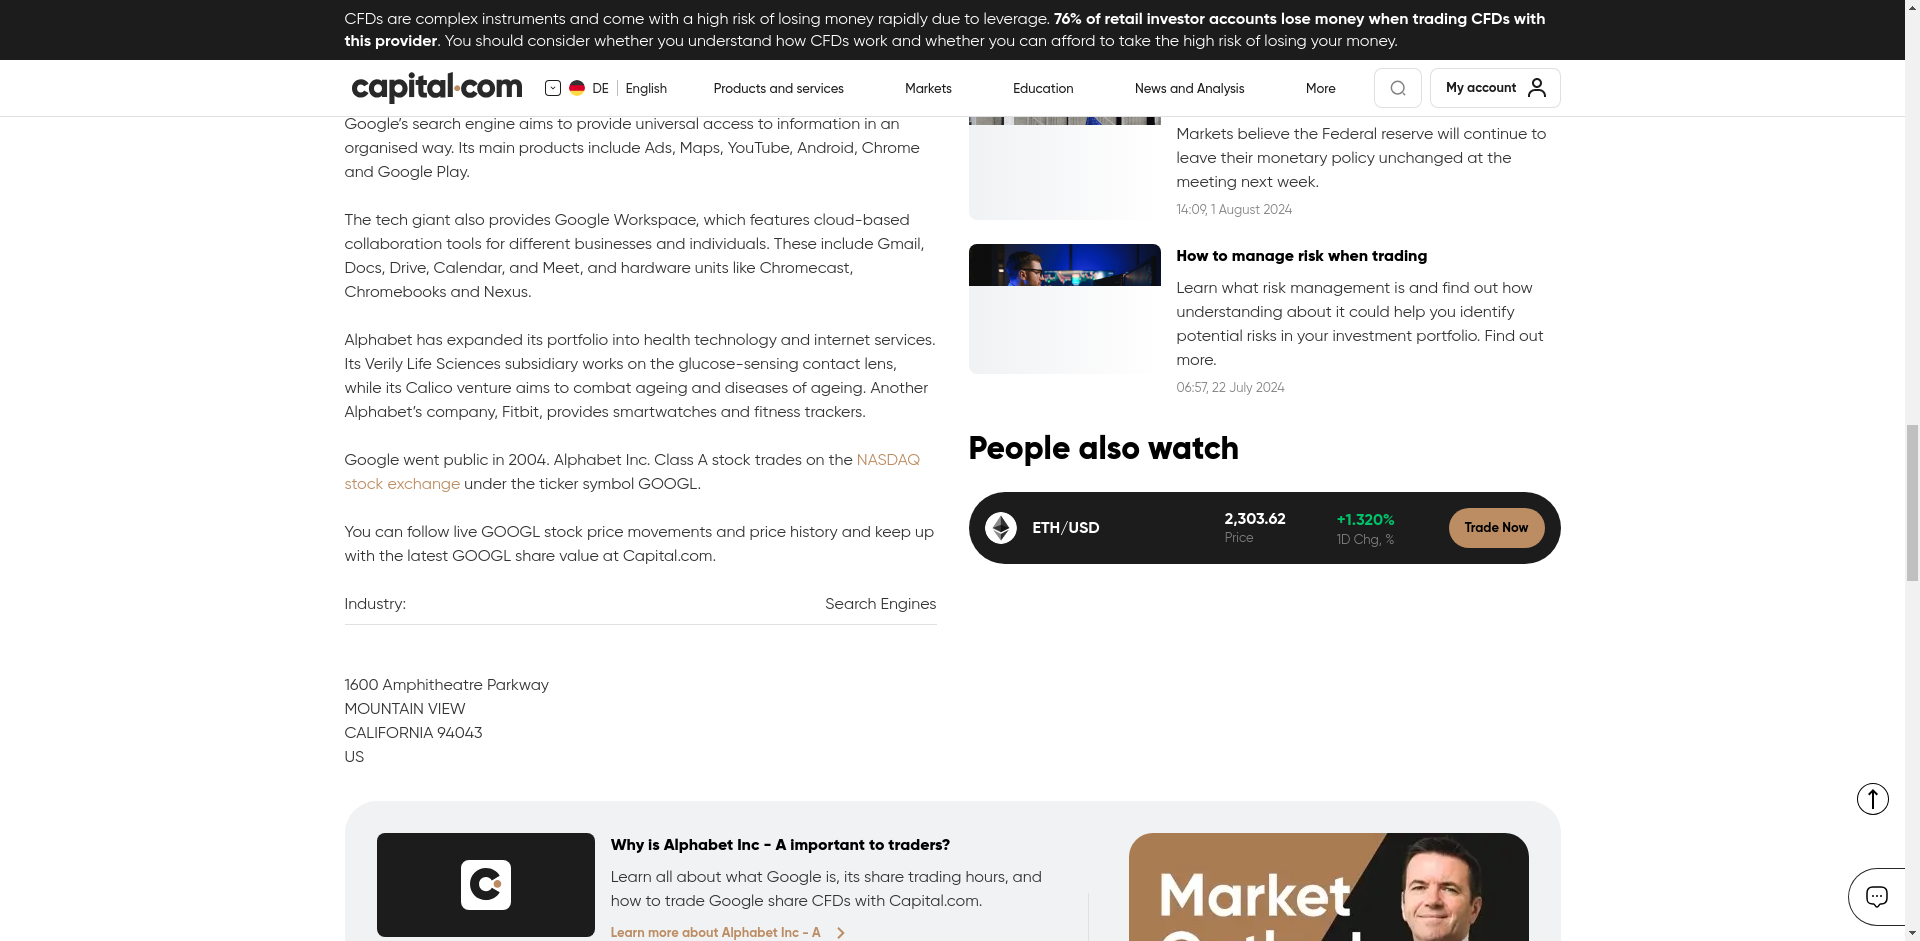 CFDs are complex instruments and come with a high risk of losing money rapidly due to leverage. 76% of retail investor accounts lose money when trading CFDs with
this provider. You should consider whether you understand how CFDs work and whether you can afford to take the high risk of losing your money.
capital.com
DE English
Products and services
Markets
Education
News and Analysis
More
My account
Google’s search engine aims to provide universal access to information in an
organised way. Its main products include Ads, Maps, YouTube, Android, Chrome
and Google Play.
The tech giant also provides Google Workspace, which features cloud-based
collaboration tools for different businesses and individuals. These include Gmail,
Docs, Drive, Calendar, and Meet, and hardware units like Chromecast,
Chromebooks and Nexus.
Alphabet has expanded its portfolio into health technology and internet services.
Its Verily Life Sciences subsidiary works on the glucose-sensing contact lens,
while its Calico venture aims to combat ageing and diseases of ageing. Another
Alphabet’s company, Fitbit, provides smartwatches and fitness trackers.
Google went public in 2004. Alphabet Inc. Class A stock trades on the NASDAQ
stock exchange under the ticker symbol GOOGL.
You can follow live GOOGL stock price movements and price history and keep up
with the latest GOOGL share value at Capital.com.
Industry: Search Engines
1600 Amphitheatre Parkway
MOUNTAIN VIEW
CALIFORNIA 94043
US
Markets believe the Federal reserve will continue to
leave their monetary policy unchanged at the
meeting next week.
14:09, 1 August 2024
How to manage risk when trading
Learn what risk management is and find out how
understanding about it could help you identify
potential risks in your investment portfolio. Find out
more.
06:57, 22 July 2024
People also watch
ETH/USD
2,303.62
Price
+1.320%
1D Chg, %
Trade Now
Why is Alphabet Inc - A important to traders?
Learn all about what Google is, its share trading hours, and
how to trade Google share CFDs with Capital.com.
Learn more about Alphabet Inc - A
Market